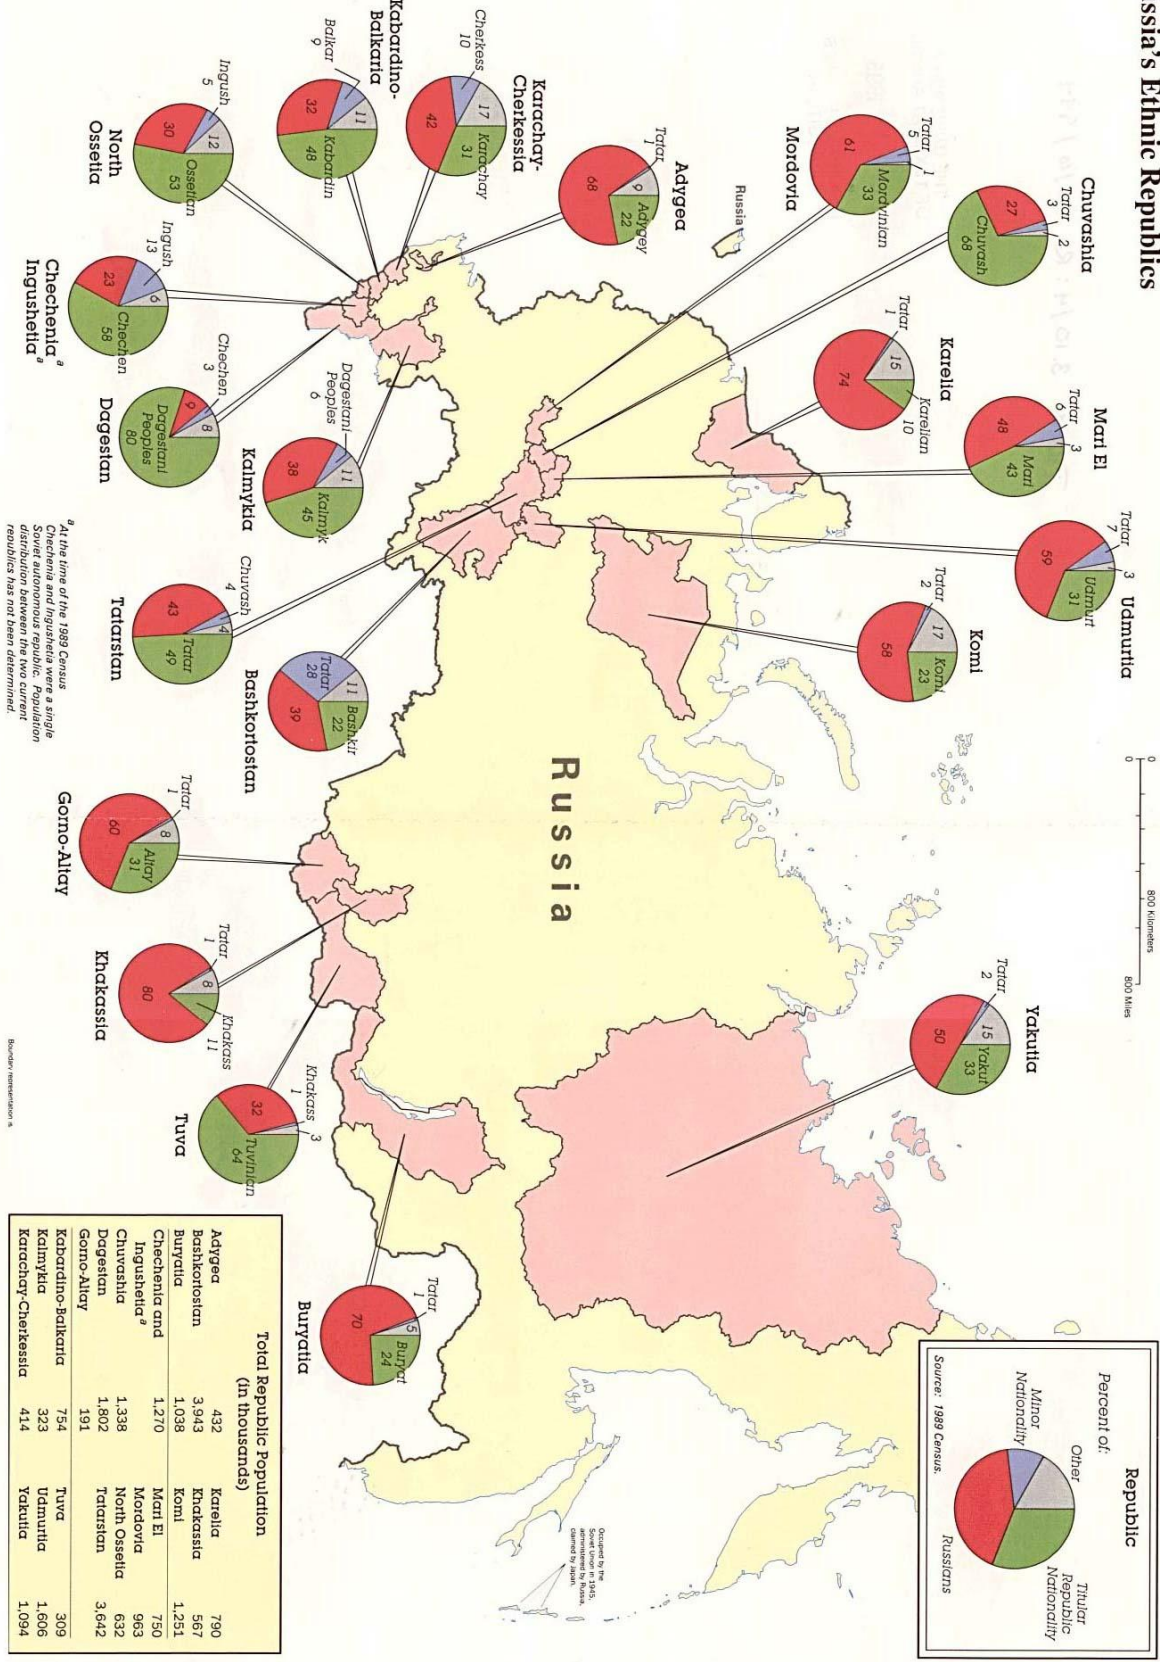 ssia's Ethnic Republics
Republic
Percent of:
Other
Minor
Nationality
Titular
Republic
Nationality
Russians
Source: 1989 Census.
0 800 Kilometers
0 800 Miles
Chuvashia
Tatar
3
2
27
Chuvash
68
Mordovia
Tatar
5
1
61
Mordvinian
33
Mari El
Tatar
6
3
48
Mari
43
Udmurtia
Tatar
7
3
59
Udmurt
31
Karelia
Tatar
1
15
74
Karelian
10
Komi
Tatar
2
17
58
Komi
23
Yakutia
Tatar
2
15
50
Yakut
33
Adygea
Tatar
1
9
68
Adygey
22
Russia
Karachay-
Cherkessia
Cherkess
10
17
42
Karachay
31
Kabardino-
Balkaria
Balkar
9
11
32
Kabardin
48
North
Ossetia
Ingush
5
12
30
Ossetian
53
Chechenia
Ingushetia a
Ingush
13
6
23
Chechen
58
Dagestan
Chechen
3
8
9
Dagestani
Peoples
80
Kalmykia
Dagestani
Peoples
6
11
38
Kalmyk
45
Russia
Tatarstan
Chuvash
4
4
43
Tatar
49
Bashkortostan
Tatar
28
11
39
Bashkir
22
Gorno-Altay
Tatar
1
8
60
Altay
31
Khakassia
Tatar
1
8
80
Khakass
11
Tuva
Khakass
1
3
32
Tuvinian
64
Buryatia
Tatar
1
5
70
Buryat
24
Occupied by the
Soviet Union in 1945,
administered by Russia,
claimed by Japan.
a At the time of the 1989 Census
Chechenia and Ingushetia were a single
Soviet autonomous republic. Population
distribution between the two current
republics has not been determined.
Boundary representation is
Total Republic Population
(in thousands)
Adygea 432 Karelia 790
Bashkortostan 3,943 Khakassia 567
Buryatia 1,038 Komi 1,251
Chechenia and
Ingushetia a 1,270 Mari El 750
Mordovia 963
Chuvashia 1,338 North Ossetia 632
Dagestan 1,802 Tatarstan 3,642
Gorno-Altay 191
Kabardino-Balkaria 754 Tuva 309
Kalmykia 323 Udmurtia 1,606
Karachay-Cherkessia 414 Yakutia 1,094